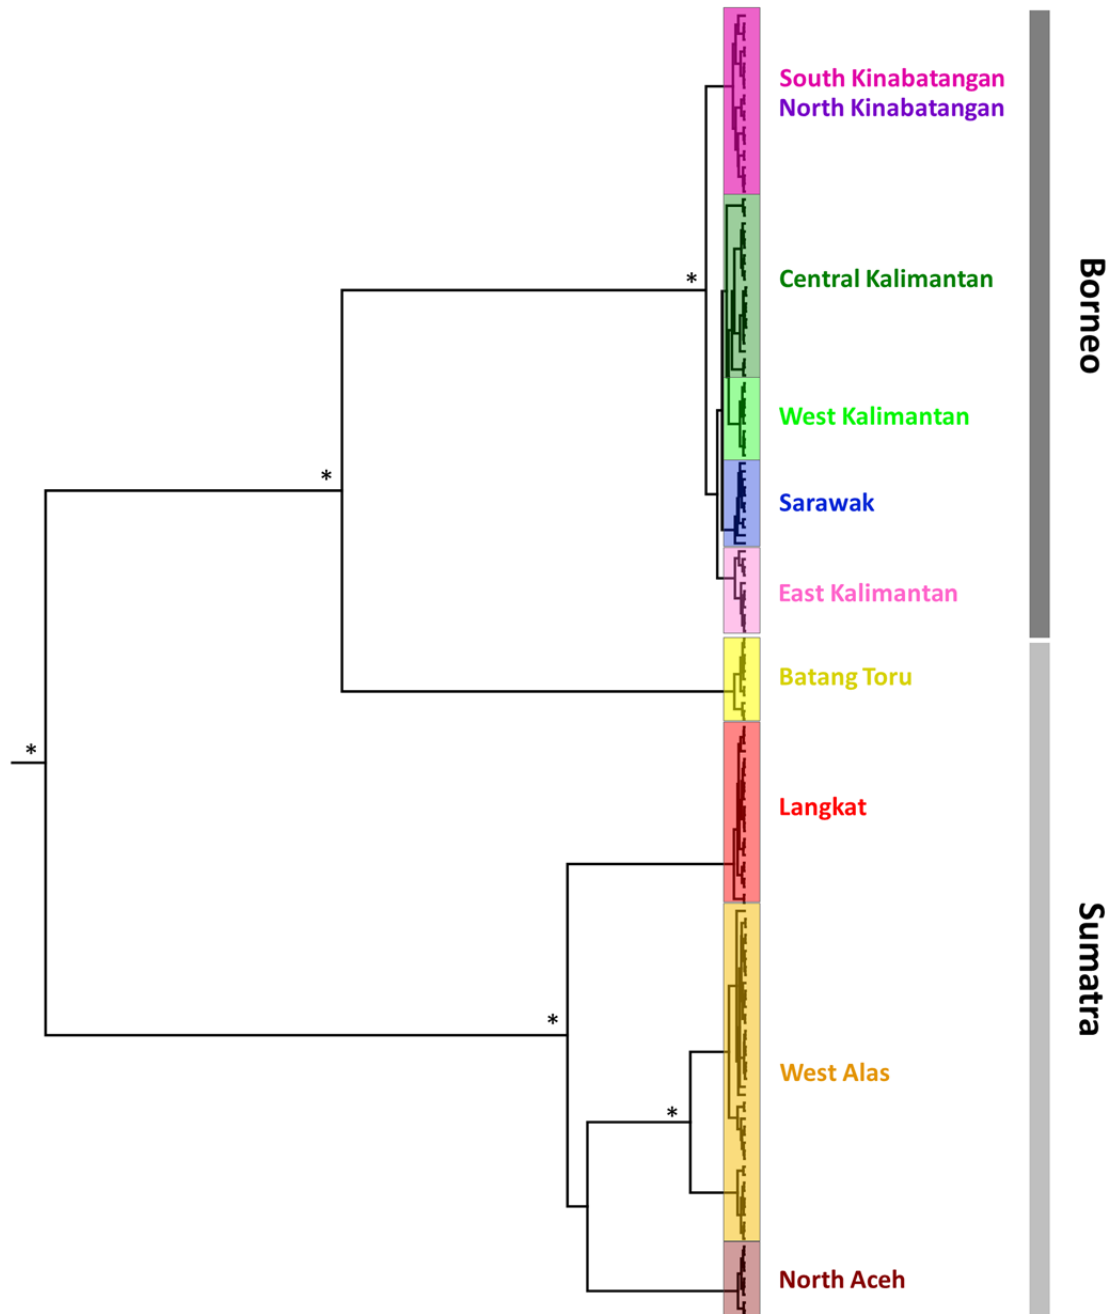 South Kinabatangan
North Kinabatangan
Central Kalimantan
West Kalimantan
Sarawak
East Kalimantan
Borneo
*
*
*
Batang Toru
Langkat
West Alas
North Aceh
Sumatra
*
*